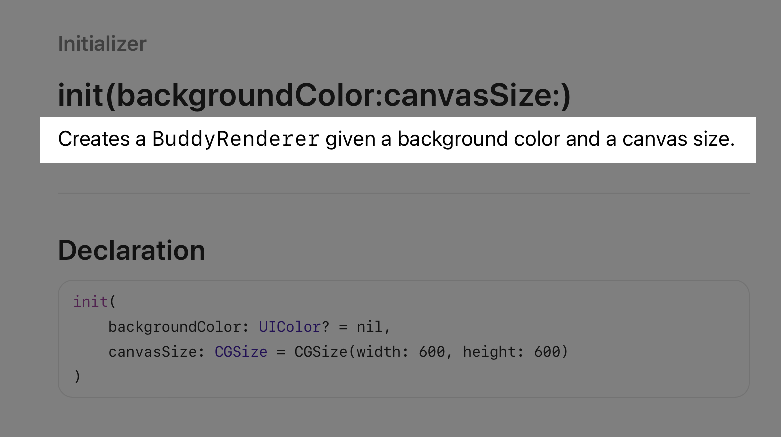 Initializer
init(backgroundColor:canvasSize:)
Creates a BuddyRenderer given a background color and a canvas size.
Declaration
init(
    backgroundColor: UIColor? = nil,
    canvasSize: CGSize = CGSize(width: 600, height: 600)
)